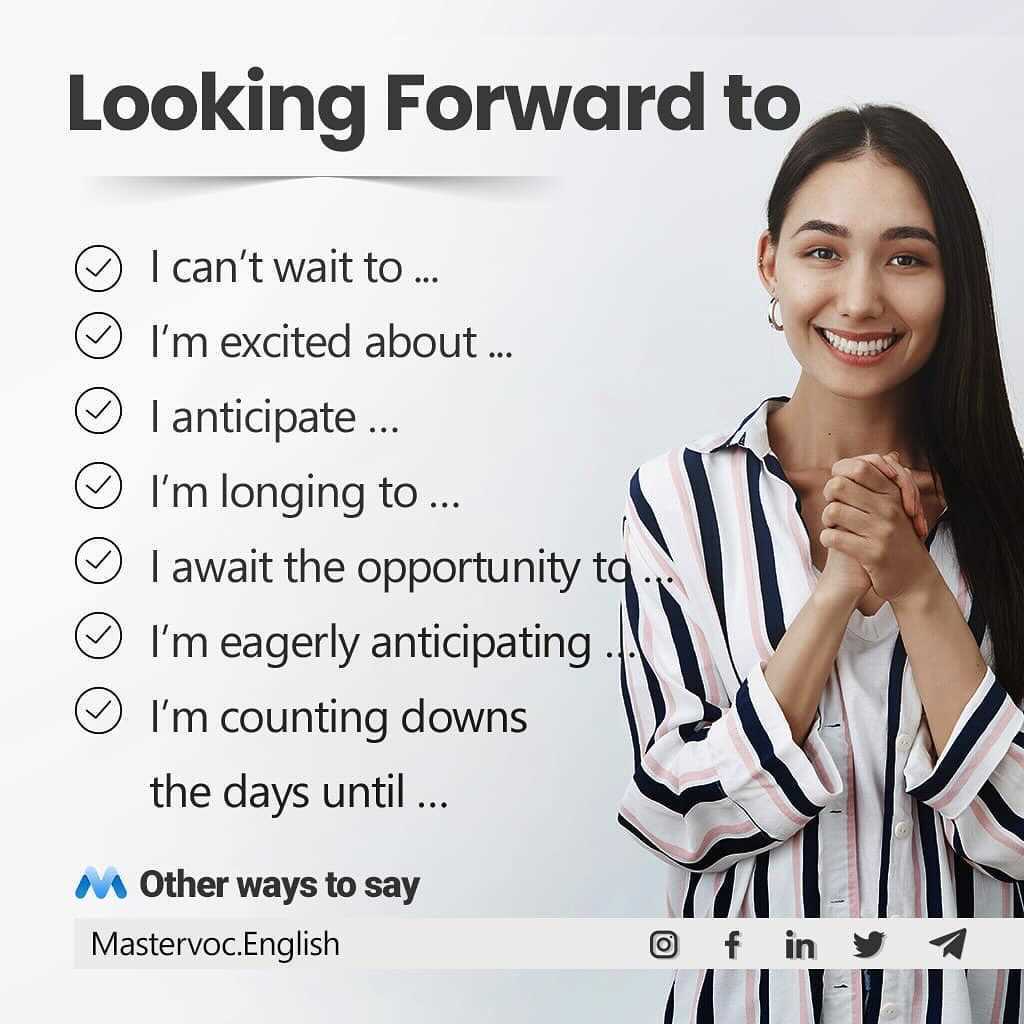 Looking Forward to
I can’t wait to ...
I’m excited about ...
I anticipate ...
I’m longing to ...
I await the opportunity to ...
I’m eagerly anticipating ...
I’m counting downs
the days until ...
Other ways to say
Mastervoc.English